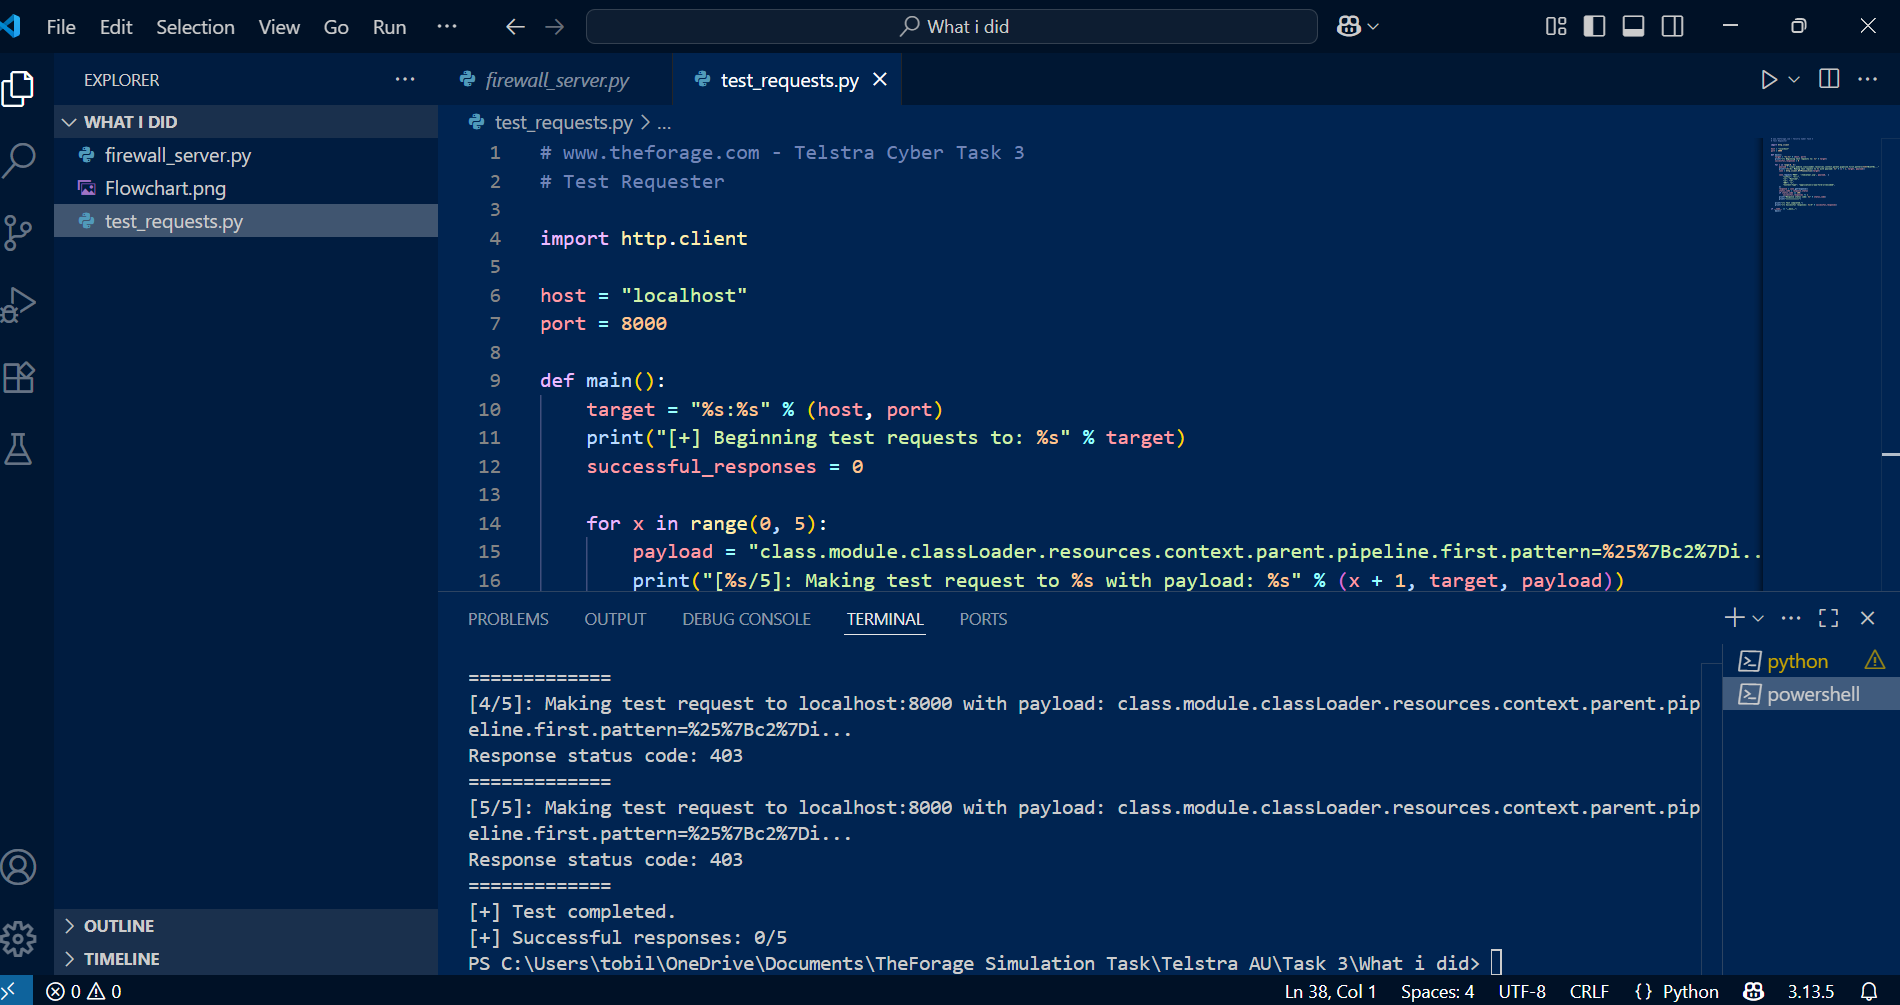 File Edit Selection View Go Run ··· What i did
EXPLORER ···
WHAT I DID
firewall_server.py
Flowchart.png
test_requests.py
OUTLINE
TIMELINE
firewall_server.py test_requests.py
test_requests.py > ...
1 # www.theforage.com - Telstra Cyber Task 3
2 # Test Requester
3
4 import http.client
5
6 host = "localhost"
7 port = 8000
8
9 def main():
10 target = "%s:%s" % (host, port)
11 print("[+] Beginning test requests to: %s" % target)
12 successful_responses = 0
13
14 for x in range(0, 5):
15 payload = "class.module.classLoader.resources.context.parent.pipeline.first.pattern=%25%7Bc2%7Di..
16 print("[%s/5]: Making test request to %s with payload: %s" % (x + 1, target, payload))
PROBLEMS OUTPUT DEBUG CONSOLE TERMINAL PORTS
=============
[4/5]: Making test request to localhost:8000 with payload: class.module.classLoader.resources.context.parent.pip
eline.first.pattern=%25%7Bc2%7Di...
Response status code: 403
=============
[5/5]: Making test request to localhost:8000 with payload: class.module.classLoader.resources.context.parent.pip
eline.first.pattern=%25%7Bc2%7Di...
Response status code: 403
=============
[+] Test completed.
[+] Successful responses: 0/5
PS C:\Users\tobil\OneDrive\Documents\TheForage Simulation Task\Telstra AU\Task 3\What i did>
python
powershell
0 0 Ln 38, Col 1 Spaces: 4 UTF-8 CRLF {} Python 3.13.5